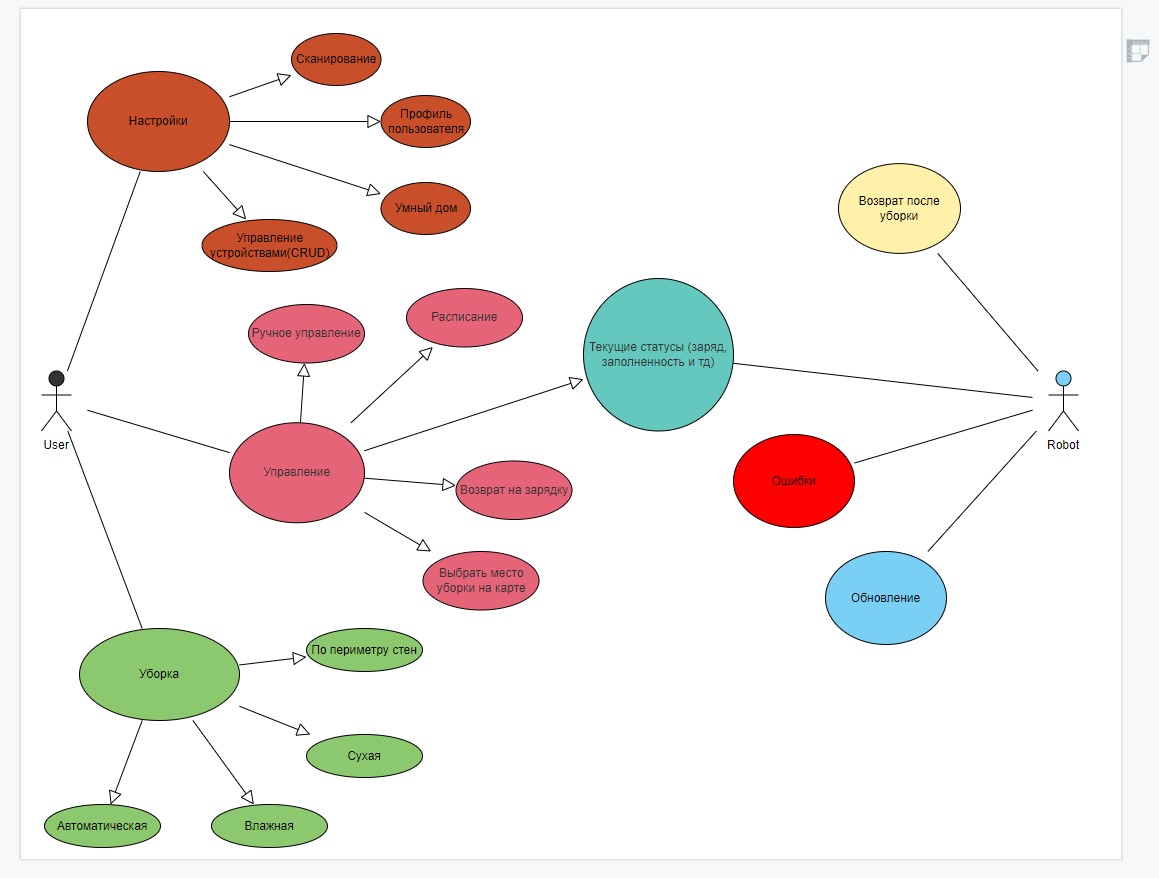 Сканирование
Настройки
Профиль
пользователя
Умный дом
Управление
устройствами(CRUD)
Возврат после
уборки
Ручное управление
Расписание
Текущие статусы (заряд,
заполненность и тд)
User
Robot
Управление
Возврат на зарядку
Ошибки
Выбрать место
уборки на карте
Обновление
По периметру стен
Уборка
Сухая
Автоматическая
Влажная